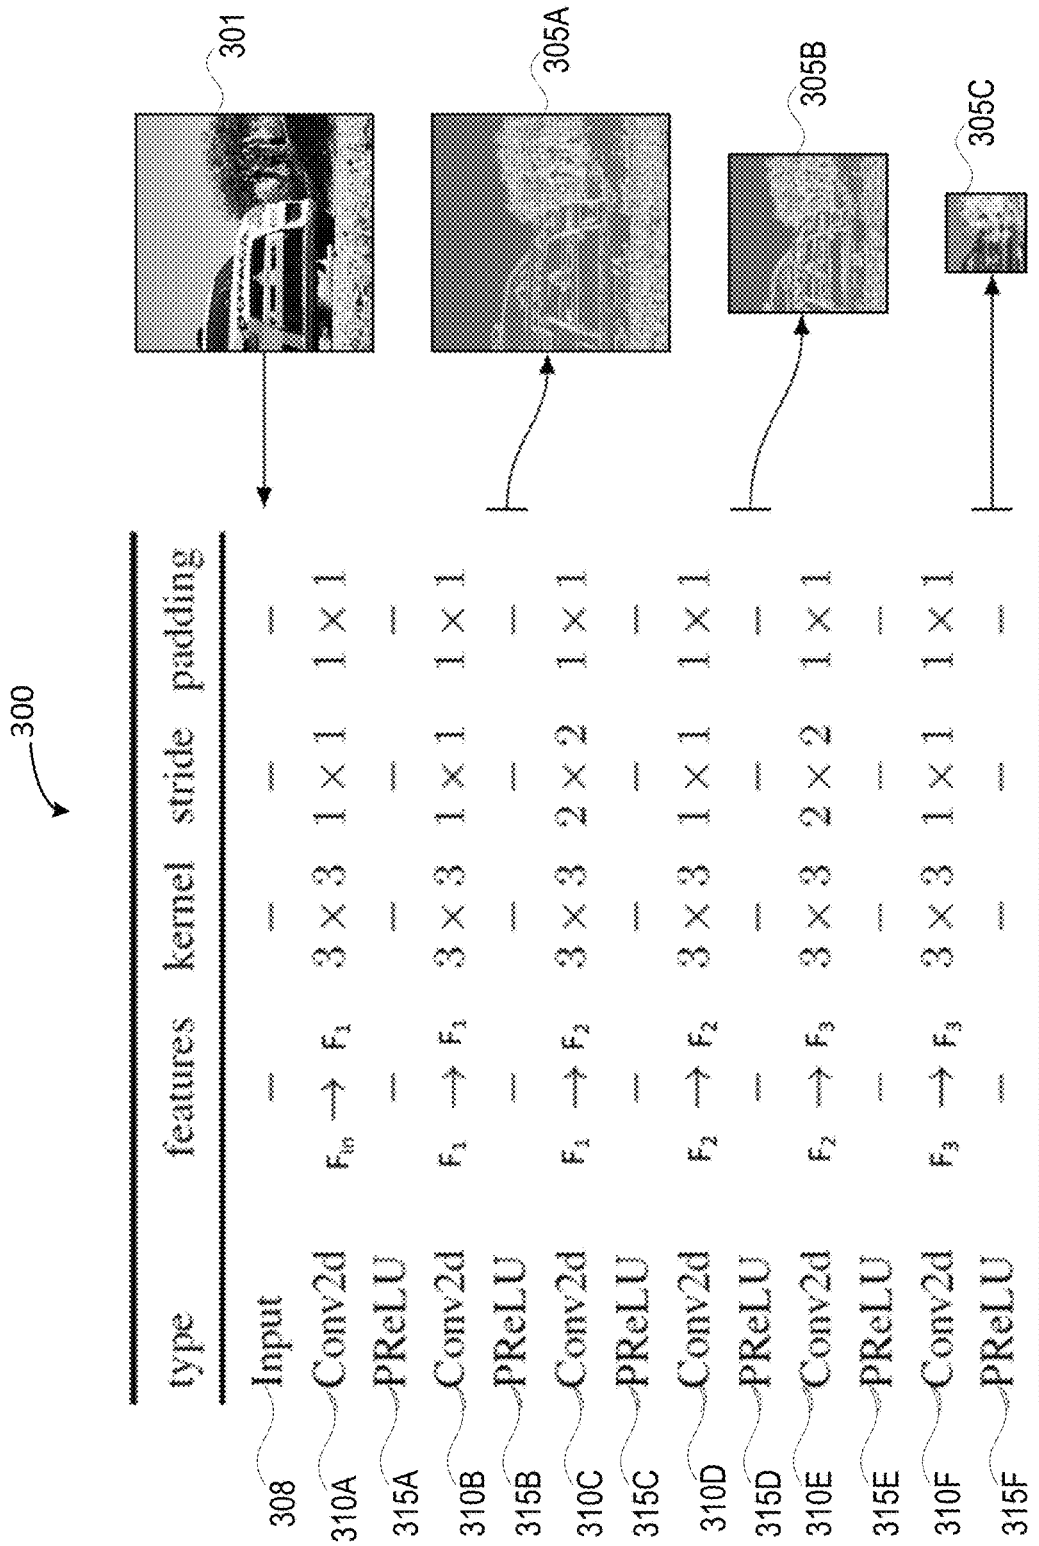 300
type features kernel stride padding
308 Input – – – – 301
310A Conv2d F_in → F_1 3 × 3 1 × 1 1 × 1
315A PReLU – – – –
310B Conv2d F_1 → F_1 3 × 3 1 × 1 1 × 1
315B PReLU – – – – 305A
310C Conv2d F_1 → F_2 3 × 3 2 × 2 1 × 1
315C PReLU – – – –
310D Conv2d F_2 → F_2 3 × 3 1 × 1 1 × 1
315D PReLU – – – – 305B
310E Conv2d F_2 → F_3 3 × 3 2 × 2 1 × 1
315E PReLU – – – –
310F Conv2d F_3 → F_3 3 × 3 1 × 1 1 × 1
315F PReLU – – – – 305C